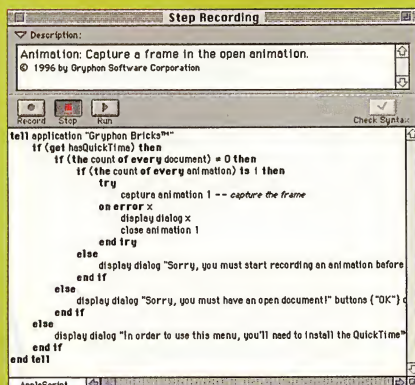 Step Recording
Description:
Animation: Capture a frame in the open animation.
© 1996 by Gryphon Software Corporation
Record Stop Run Check Syntax
tell application "Gryphon Bricks™"
if (get hasQuickTime) then
if (the count of every document) ≠ 0 then
if (the count of every animation) is 1 then
try
capture animation 1 -- capture the frame
on error x
display dialog x
close animation 1
end try
else
display dialog "Sorry, you must start recording an animation before
end if
else
display dialog "Sorry, you must have an open document!" buttons {"OK"} d
end if
else
display dialog "In order to use this menu, you'll need to install the QuickTime™
end if
end tell
AppleScript